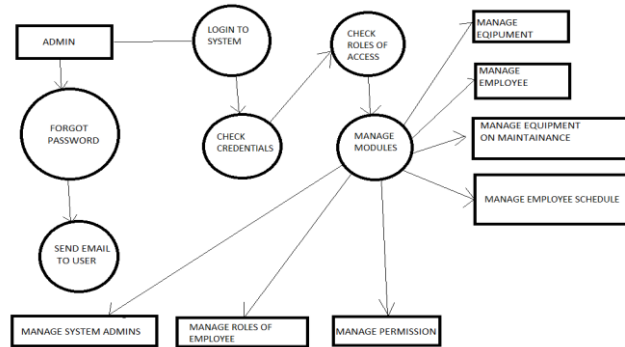 ADMIN
LOGIN TO
SYSTEM
CHECK
ROLES OF
ACCESS
MANAGE
EQIPUMENT
MANAGE
EMPLOYEE
FORGOT
PASSWORD
CHECK
CREDENTIALS
MANAGE
MODULES
MANAGE EQUIPMENT
ON MAINTAINANCE
MANAGE EMPLOYEE SCHEDULE
SEND EMAIL
TO USER
MANAGE SYSTEM ADMINS
MANAGE ROLES OF
EMPLOYEE
MANAGE PERMISSION